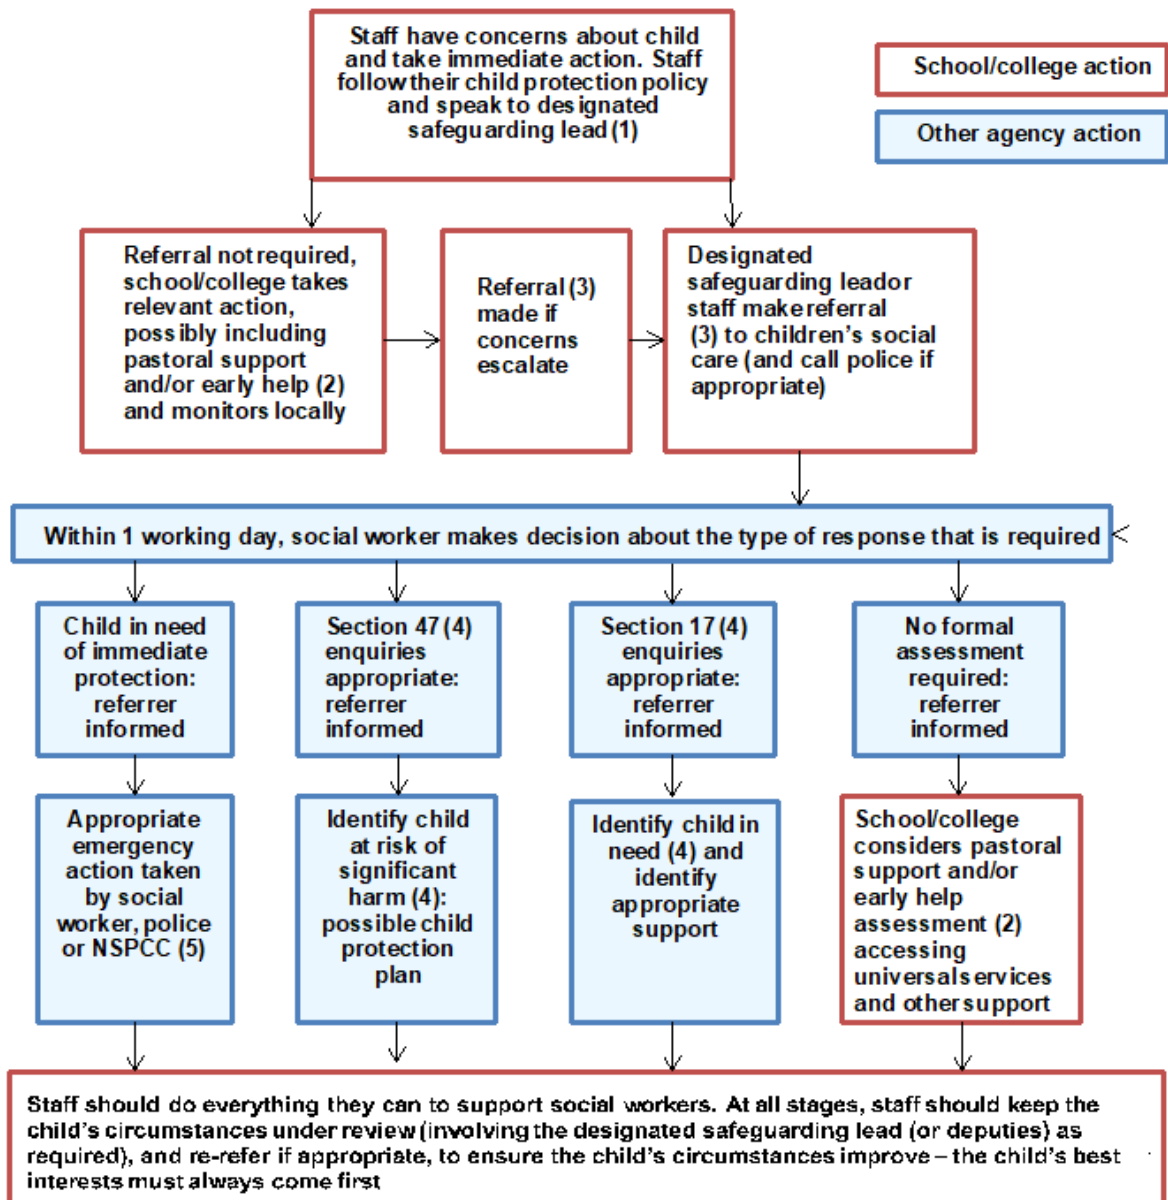 Staff have concerns about child
and take immediate action. Staff
follow their child protection policy
and speak to designated
safeguarding lead (1)
School/college action
Other agency action
Referral not required,
school/college takes
relevant action,
possibly including
pastoral support
and/or early help (2)
and monitors locally
Referral (3)
made if
concerns
escalate
Designated
safeguarding lead or
staff make referral
(3) to children's social
care (and call police if
appropriate)
Within 1 working day, social worker makes decision about the type of response that is required
Child in need
of immediate
protection:
referrer
informed
Section 47 (4)
enquiries
appropriate:
referrer
informed
Section 17 (4)
enquiries
appropriate:
referrer
informed
No formal
assessment
required:
referrer
informed
Appropriate
emergency
action taken
by social
worker, police
or NSPCC (5)
Identify child
at risk of
significant
harm (4):
possible child
protection
plan
Identify child in
need (4) and
identify
appropriate
support
School/college
considers pastoral
support and/or
early help
assessment (2)
accessing
universal services
and other support
Staff should do everything they can to support social workers. At all stages, staff should keep the
child's circumstances under review (involving the designated safeguarding lead (or deputies) as
required), and re-refer if appropriate, to ensure the child's circumstances improve – the child's best
interests must always come first